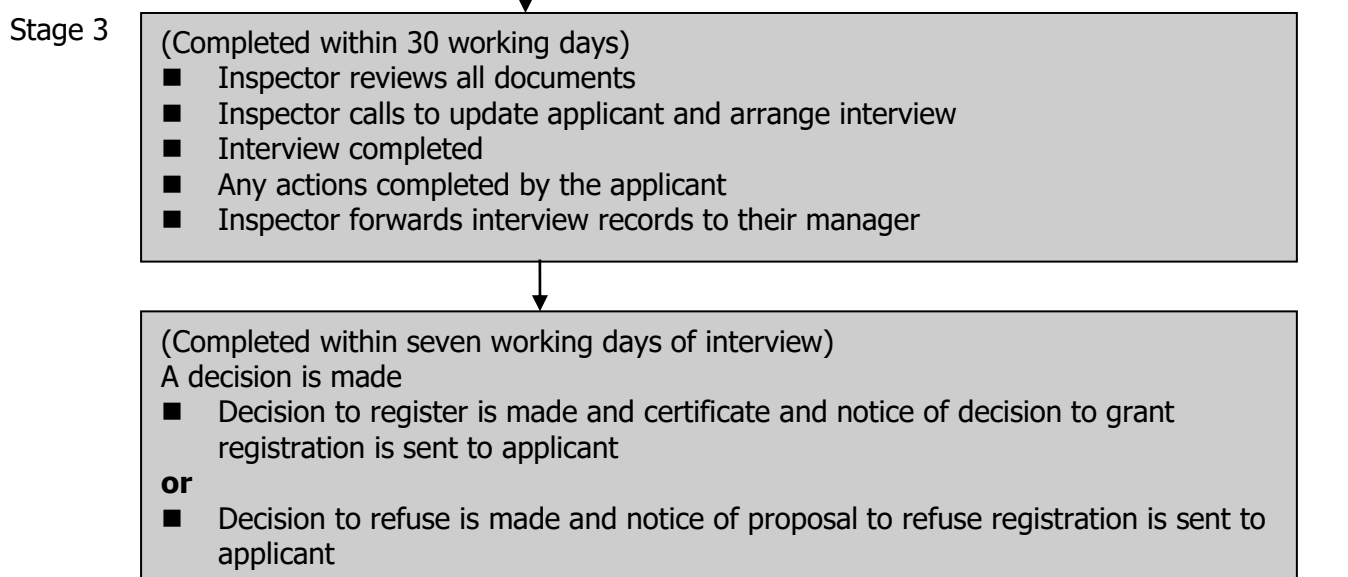 Stage 3
(Completed within 30 working days)
■ Inspector reviews all documents
■ Inspector calls to update applicant and arrange interview
■ Interview completed
■ Any actions completed by the applicant
■ Inspector forwards interview records to their manager
(Completed within seven working days of interview)
A decision is made
■ Decision to register is made and certificate and notice of decision to grant
registration is sent to applicant
or
■ Decision to refuse is made and notice of proposal to refuse registration is sent to
applicant